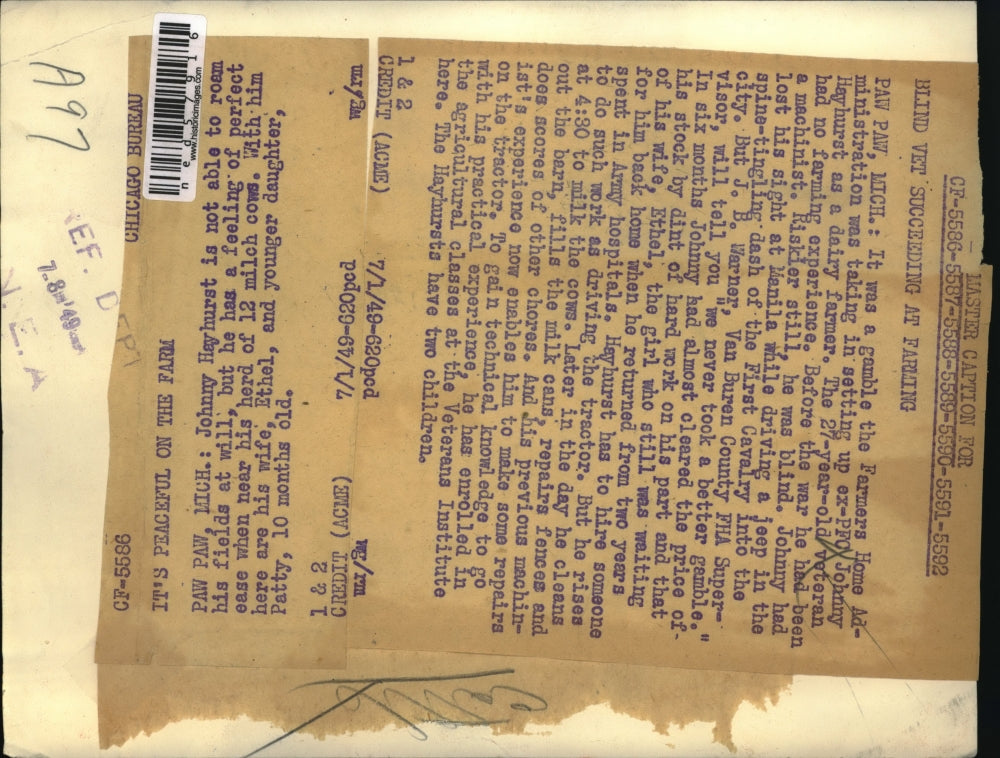 MASTER CAPTION FOR
CF-5586-5587-5588-5589-5590-5591-5592
BLIND VET SUCCEEDING AT FARMING
PAW PAW, MICH.: It was a gamble the Farmers Home Ad-
ministration was taking in setting up ex-PFC Johnny
Hayhurst as a dairy farmer. The 27-year-old veteran
had no farming experience. Before the war he had been
a machinist. Riskier still, he was blind. Johnny had
lost his sight at Manila while driving a jeep in the
spine-tingling dash of the First Cavalry into the
city. But J. B. Warner, Van Buren County FHA Super-
visor, will tell you "we never took a better gamble."
In six months Johnny had almost cleared the price of
his stock by dint of hard work on his part and that
of his wife, Ethel, the girl who still was waiting
for him back home when he returned from two years
spent in Army hospitals. Hayhurst has to hire someone
to do such work as driving the tractor. But he rises
at 4:30 to milk the cows. Later in the day he cleans
out the barn, fills the milk cans, repairs fences and
does scores of other chores. And his previous machin-
ist's experience now enables him to make some repairs
on the tractor. To gain technical knowledge to go
with his practical experience, he has enrolled in
the agricultural classes at the Veterans Institute
here. The Hayhursts have two children.
1 & 2
CREDIT (ACME)
7/1/49-620pcd
wg/rm
CHICAGO BUREAU
CF-5586
IT'S PEACEFUL ON THE FARM
PAW PAW, MICH.: Johnny Hayhurst is not able to roam
his fields at will, but he has a feeling of perfect
ease when near his herd of 12 milch cows. With him
here are his wife, Ethel, and younger daughter,
Patty, 10 months old.
1 & 2
CREDIT (ACME)
7/1/49-620pcd
www.historicimages.com
ned57916
A97
REF. DEPT
N.E.A